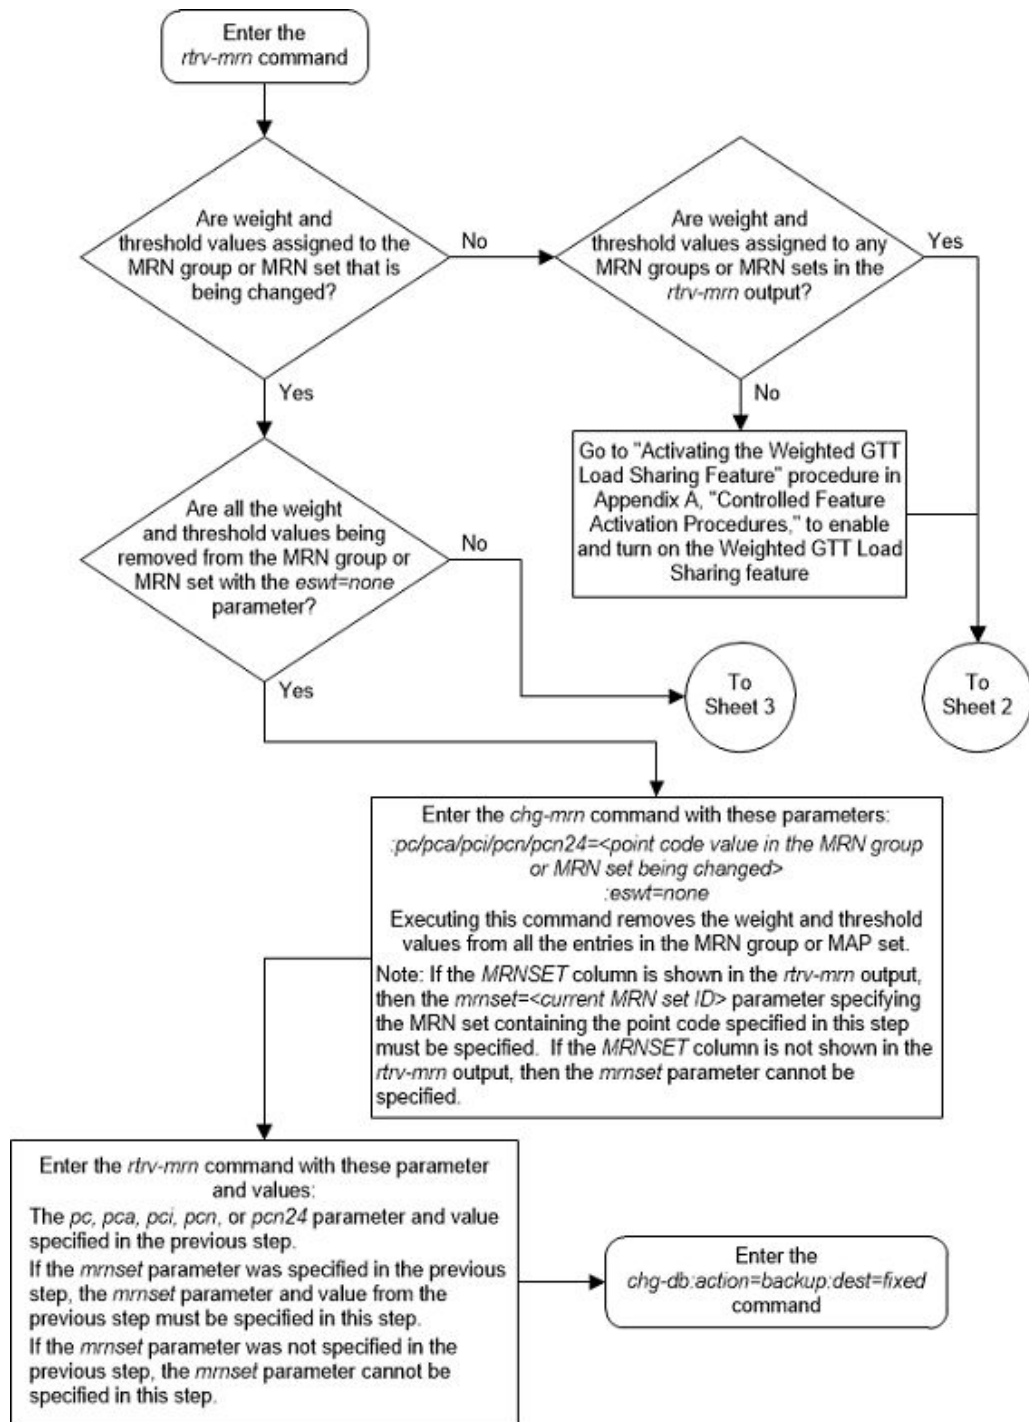 Enter the
rtrv-mrn command
Are weight and
threshold values assigned to the
MRN group or MRN set that is
being changed?
No
Are weight and
threshold values assigned to any
MRN groups or MRN sets in the
rtrv-mrn output?
Yes
Yes
No
Go to "Activating the Weighted GTT
Load Sharing Feature" procedure in
Appendix A, "Controlled Feature
Activation Procedures," to enable
and turn on the Weighted GTT Load
Sharing feature
Are all the weight
and threshold values being
removed from the MRN group or
MRN set with the eswt=none
parameter?
No
Yes
To
Sheet 3
To
Sheet 2
Enter the chg-mrn command with these parameters:
:pc/pca/pci/pcn/pcn24=<point code value in the MRN group
or MRN set being changed>
:eswt=none
Executing this command removes the weight and threshold
values from all the entries in the MRN group or MAP set.
Note: If the MRNSET column is shown in the rtrv-mrn output,
then the mrnset=<current MRN set ID> parameter specifying
the MRN set containing the point code specified in this step
must be specified. If the MRNSET column is not shown in the
rtrv-mrn output, then the mrnset parameter cannot be
specified.
Enter the rtrv-mrn command with these parameter
and values:
The pc, pca, pci, pcn, or pcn24 parameter and value
specified in the previous step.
If the mrnset parameter was specified in the previous
step, the mrnset parameter and value from the
previous step must be specified in this step.
If the mrnset parameter was not specified in the
previous step, the mrnset parameter cannot be
specified in this step.
Enter the
chg-db:action=backup:dest=fixed
command